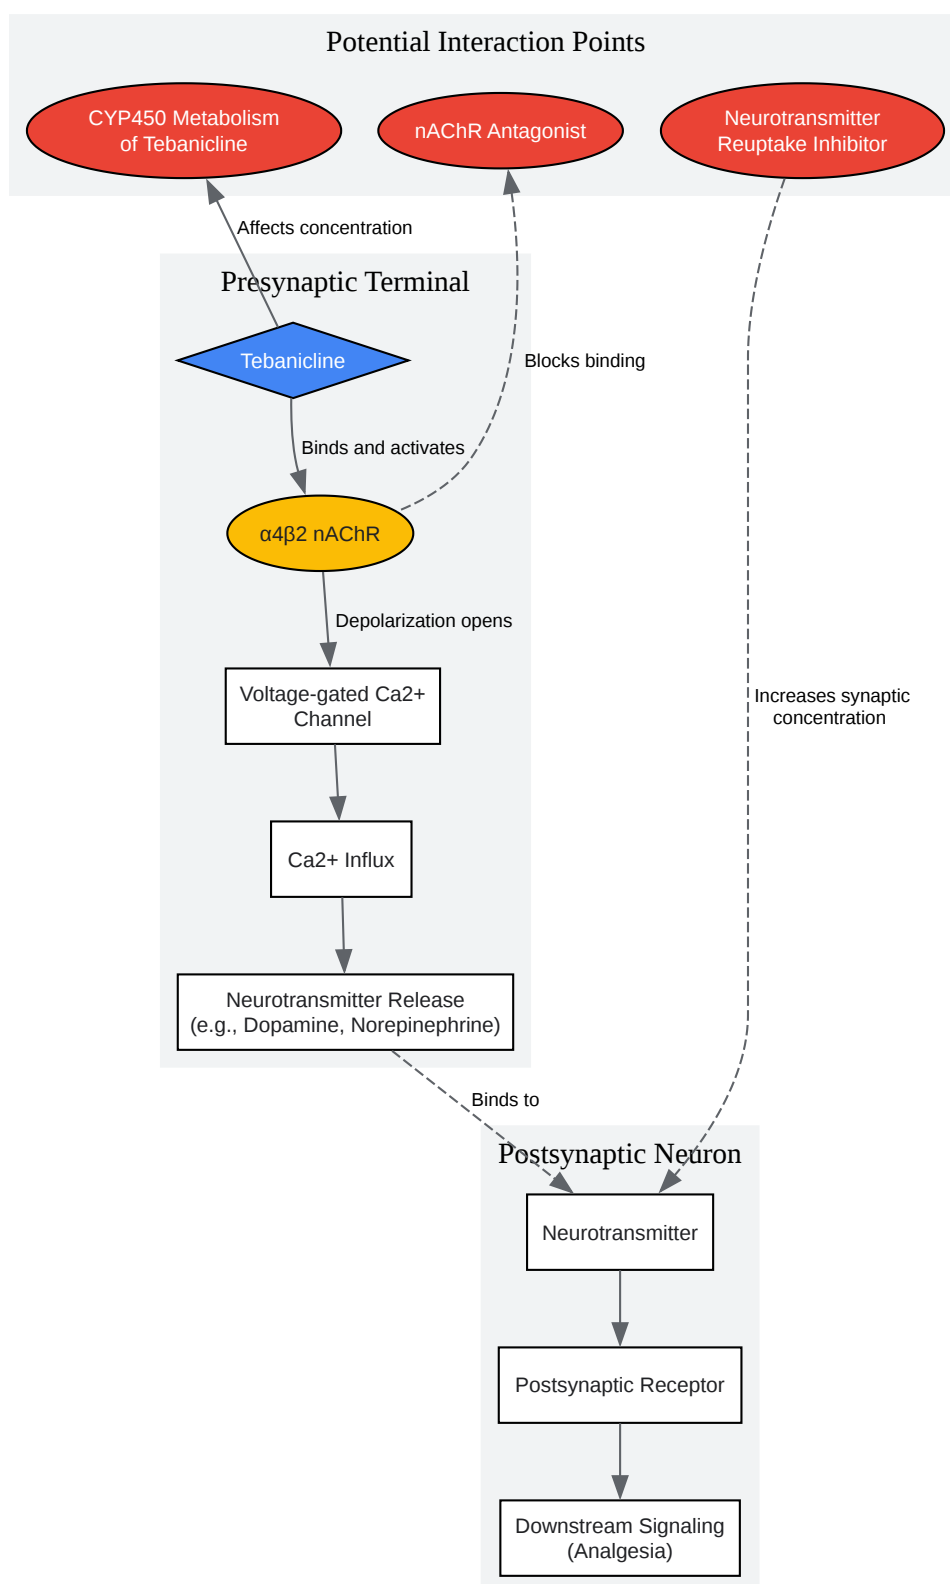 Potential Interaction Points
CYP450 Metabolism
of Tebanicline
nAChR Antagonist
Neurotransmitter
Reuptake Inhibitor
Affects concentration
Presynaptic Terminal
Tebanicline
Blocks binding
Binds and activates
α4β2 nAChR
Depolarization opens
Voltage-gated Ca2+
Channel
Increases synaptic
concentration
Ca2+ Influx
Neurotransmitter Release
(e.g., Dopamine, Norepinephrine)
Binds to
Postsynaptic Neuron
Neurotransmitter
Postsynaptic Receptor
Downstream Signaling
(Analgesia)